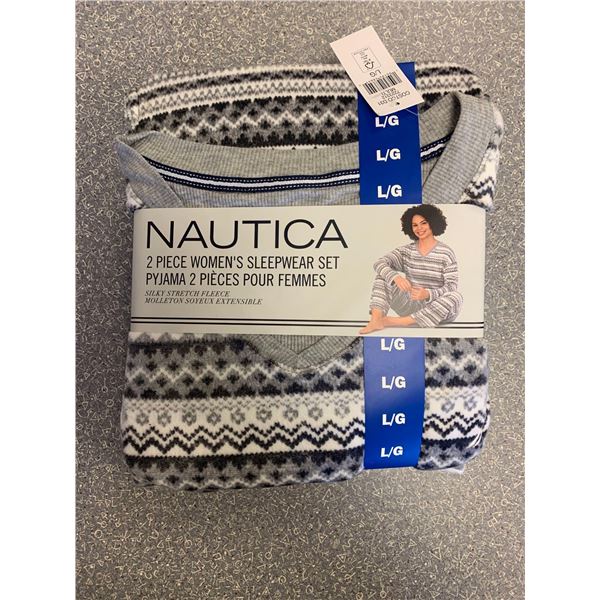 L/G
L/G
L/G
L/G
NAUTICA
2 PIECE WOMEN'S SLEEPWEAR SET
PYJAMA 2 PIÈCES POUR FEMMES
SILKY STRETCH FLEECE
MOLLETON SOYEUX EXTENSIBLE
L/G
L/G
L/G
L/G